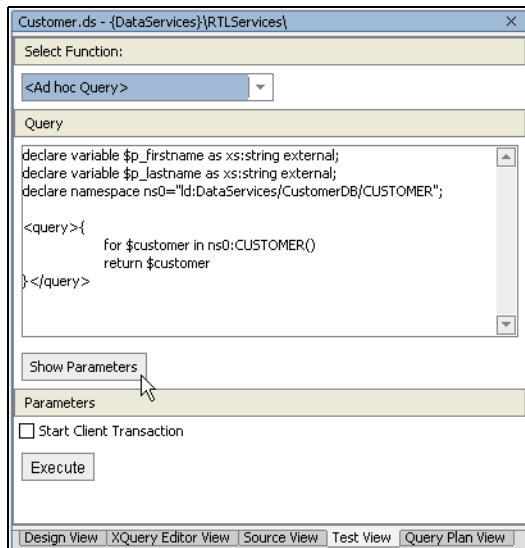 Customer.ds - {DataServices}\RTLServices\
Select Function:
<Ad hoc Query>
Query
declare variable $p_firstname as xs:string external;
declare variable $p_lastname as xs:string external;
declare namespace ns0="ld:DataServices/CustomerDB/CUSTOMER";
<query>{
for $customer in ns0:CUSTOMER()
return $customer
}</query>
Show Parameters
Parameters
Start Client Transaction
Execute
Design View XQuery Editor View Source View Test View Query Plan View